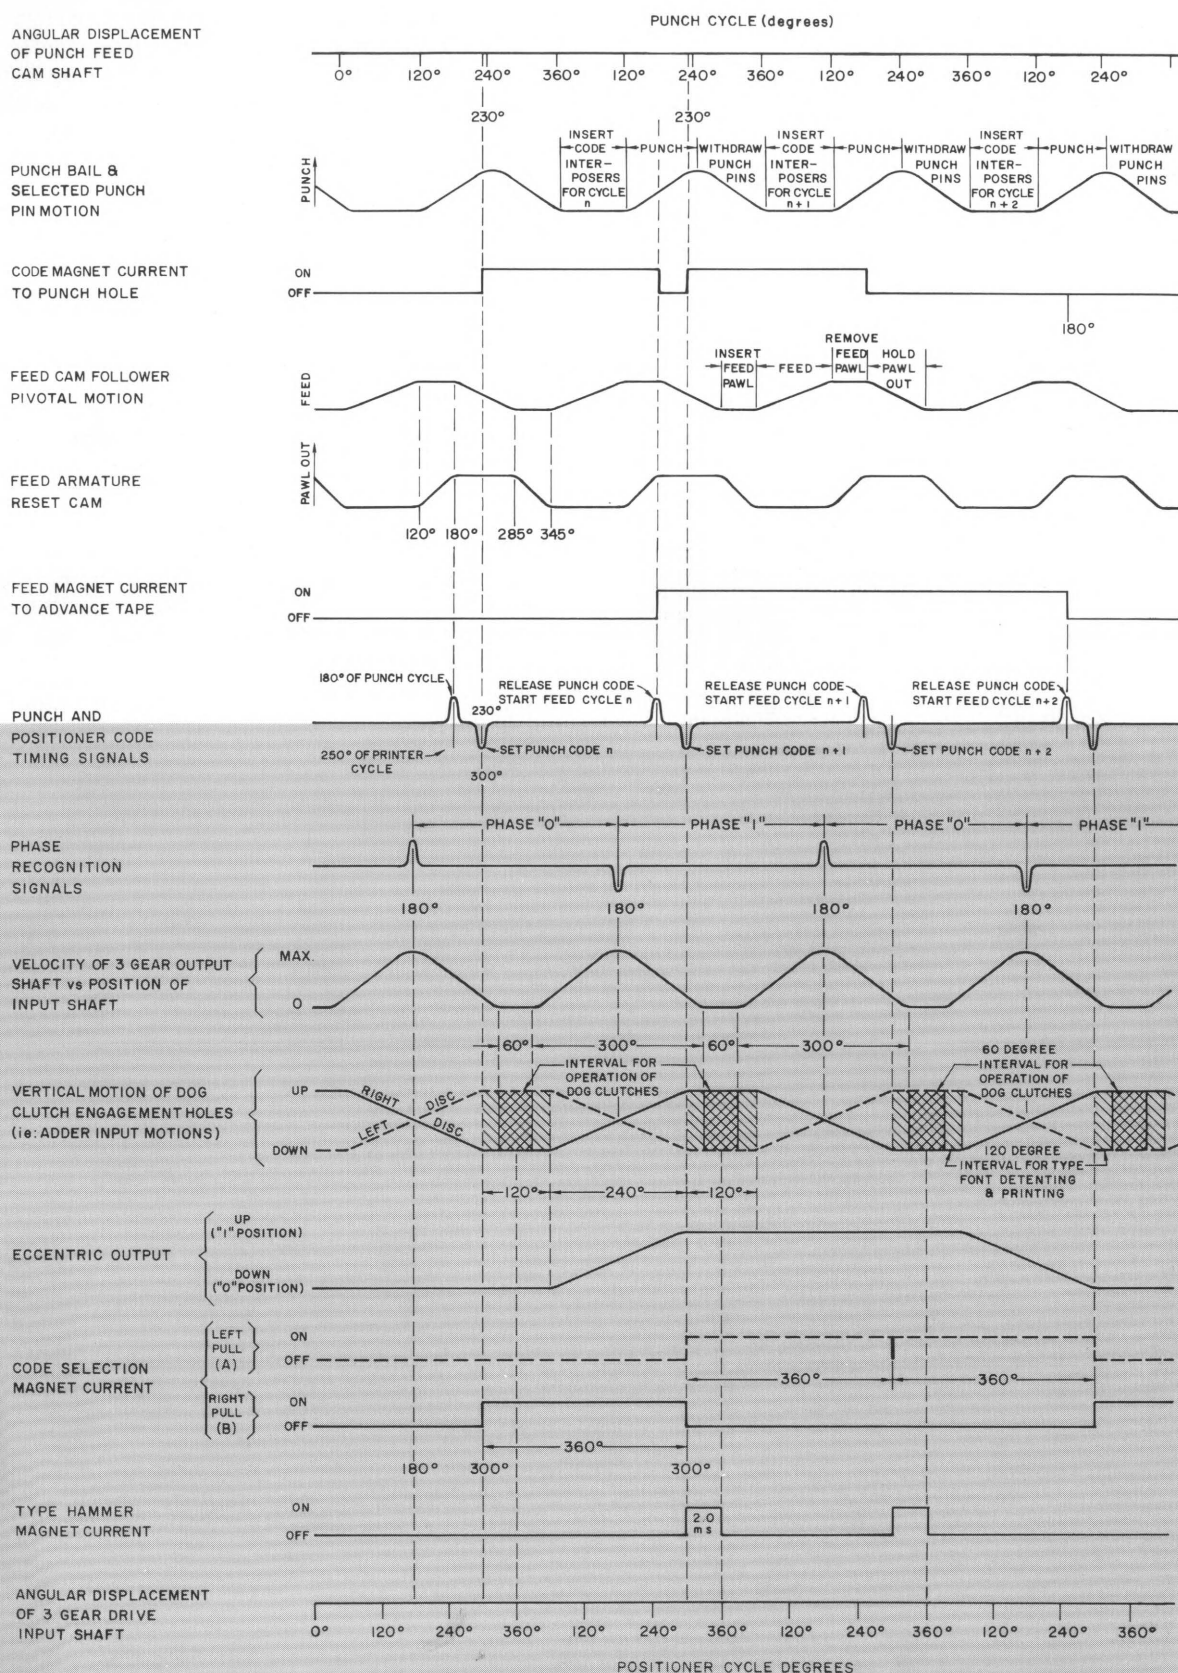 PUNCH CYCLE (degrees)
ANGULAR DISPLACEMENT
OF PUNCH FEED
CAM SHAFT
0° 120° 240° 360° 120° 240° 360° 120° 240° 360° 120° 240°
230° 230°
PUNCH BAIL &
SELECTED PUNCH
PIN MOTION
PUNCH
INSERT
CODE
INTER-
POSERS
FOR CYCLE
n
PUNCH
WITHDRAW
PUNCH
PINS
INSERT
CODE
INTER-
POSERS
FOR CYCLE
n+1
PUNCH
WITHDRAW
PUNCH
PINS
INSERT
CODE
INTER-
POSERS
FOR CYCLE
n+2
PUNCH
WITHDRAW
PUNCH
PINS
CODE MAGNET CURRENT
TO PUNCH HOLE
ON
OFF
180°
FEED CAM FOLLOWER
PIVOTAL MOTION
FEED
INSERT
FEED
PAWL
FEED
REMOVE
FEED
PAWL
HOLD
PAWL
OUT
FEED ARMATURE
RESET CAM
PAWL OUT
120° 180° 285° 345°
FEED MAGNET CURRENT
TO ADVANCE TAPE
ON
OFF
PUNCH AND
POSITIONER CODE
TIMING SIGNALS
180° OF PUNCH CYCLE
230°
250° OF PRINTER
CYCLE
300°
SET PUNCH CODE n
RELEASE PUNCH CODE
START FEED CYCLE n
SET PUNCH CODE n+1
RELEASE PUNCH CODE
START FEED CYCLE n+1
SET PUNCH CODE n+2
RELEASE PUNCH CODE
START FEED CYCLE n+2
PHASE "0" PHASE "1" PHASE "0" PHASE "1"
PHASE
RECOGNITION
SIGNALS
180° 180° 180° 180°
VELOCITY OF 3 GEAR OUTPUT
SHAFT vs POSITION OF
INPUT SHAFT
MAX.
0
60° 300° 60° 300°
VERTICAL MOTION OF DOG
CLUTCH ENGAGEMENT HOLES
(ie: ADDER INPUT MOTIONS)
UP
DOWN
RIGHT DISC
LEFT DISC
INTERVAL FOR
OPERATION OF
DOG CLUTCHES
60 DEGREE
INTERVAL FOR
OPERATION OF
DOG CLUTCHES
120 DEGREE
INTERVAL FOR TYPE
FONT DETENTING
& PRINTING
120° 240° 120°
ECCENTRIC OUTPUT
UP
("1" POSITION)
DOWN
("0" POSITION)
CODE SELECTION
MAGNET CURRENT
LEFT
PULL
(A)
ON
OFF
360° 360°
RIGHT
PULL
(B)
ON
OFF
360°
180° 300° 300°
TYPE HAMMER
MAGNET CURRENT
ON
OFF
2.0
ms
ANGULAR DISPLACEMENT
OF 3 GEAR DRIVE
INPUT SHAFT
0° 120° 240° 360° 120° 240° 360° 120° 240° 360° 120° 240° 360°
POSITIONER CYCLE DEGREES